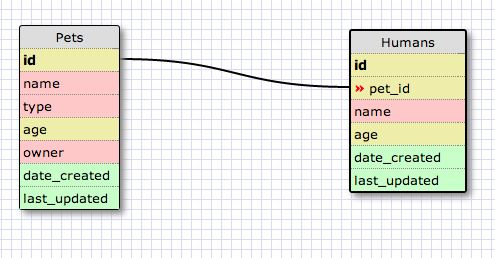 Pets
id
name
type
age
owner
date_created
last_updated
Humans
id
» pet_id
name
age
date_created
last_updated